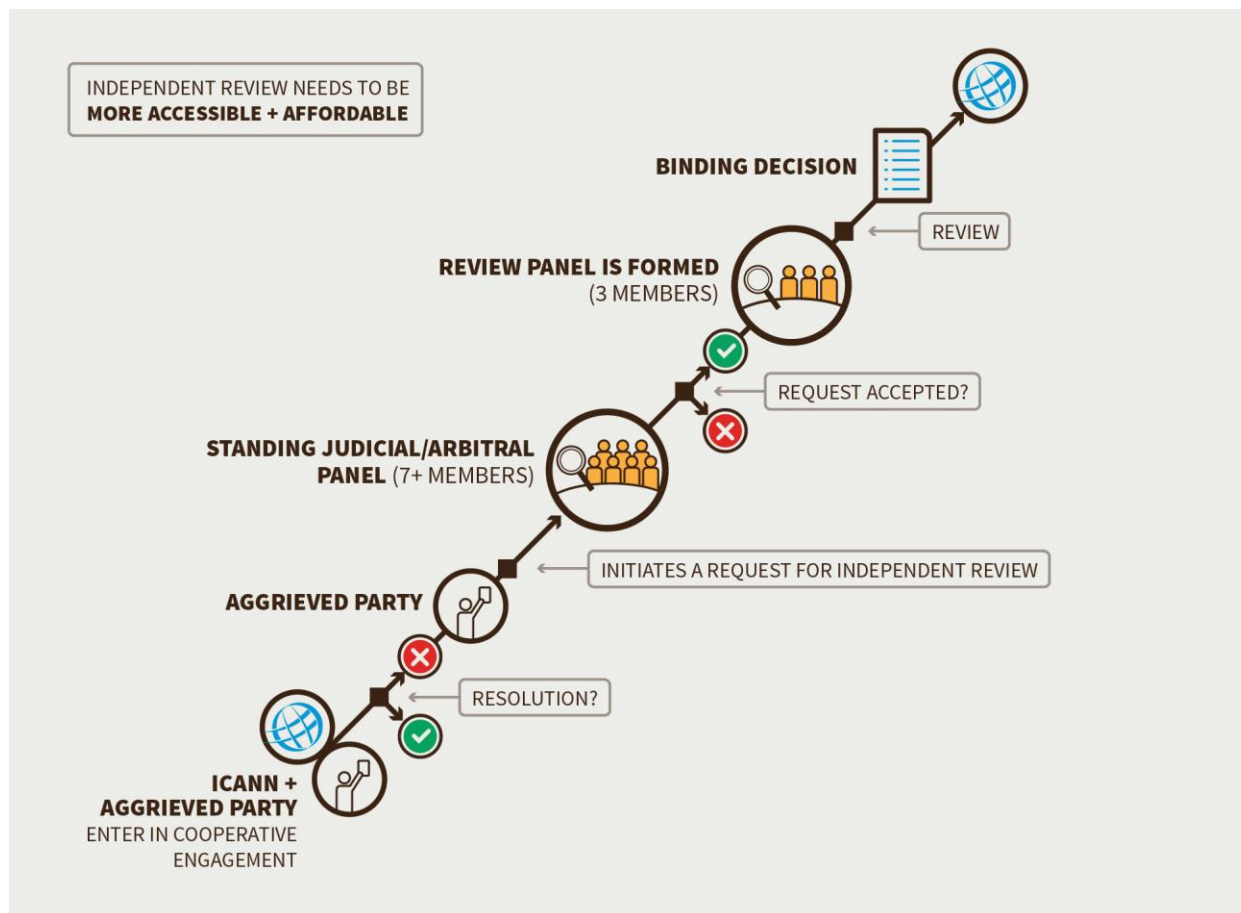 INDEPENDENT REVIEW NEEDS TO BE
MORE ACCESSIBLE + AFFORDABLE
BINDING DECISION
REVIEW
REVIEW PANEL IS FORMED
(3 MEMBERS)
REQUEST ACCEPTED?
STANDING JUDICIAL/ARBITRAL
PANEL (7+ MEMBERS)
INITIATES A REQUEST FOR INDEPENDENT REVIEW
AGGRIEVED PARTY
RESOLUTION?
ICANN +
AGGRIEVED PARTY
ENTER IN COOPERATIVE
ENGAGEMENT